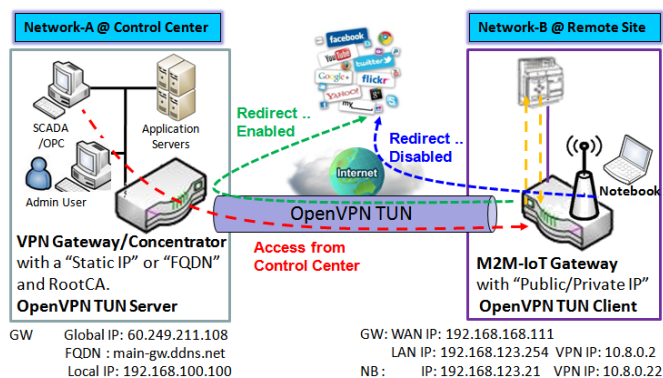 Network-A @ Control Center
Network-B @ Remote Site
facebook
YouTube
twitter
Google+
flickr
YAHOO!
my
Redirect ..
Enabled
Redirect ..
Disabled
SCADA
/OPC
Application
Servers
Admin User
Internet
Notebook
OpenVPN TUN
Access from
Control Center
VPN Gateway/Concentrator
with a “Static IP” or “FQDN”
and RootCA.
OpenVPN TUN Server
M2M-IoT Gateway
with “Public/Private IP”
OpenVPN TUN Client
GW Global IP: 60.249.211.108
FQDN : main-gw.ddns.net
Local IP: 192.168.100.100
GW: WAN IP: 192.168.168.111
LAN IP: 192.168.123.254 VPN IP: 10.8.0.2
NB : IP: 192.168.123.21 VPN IP: 10.8.0.22